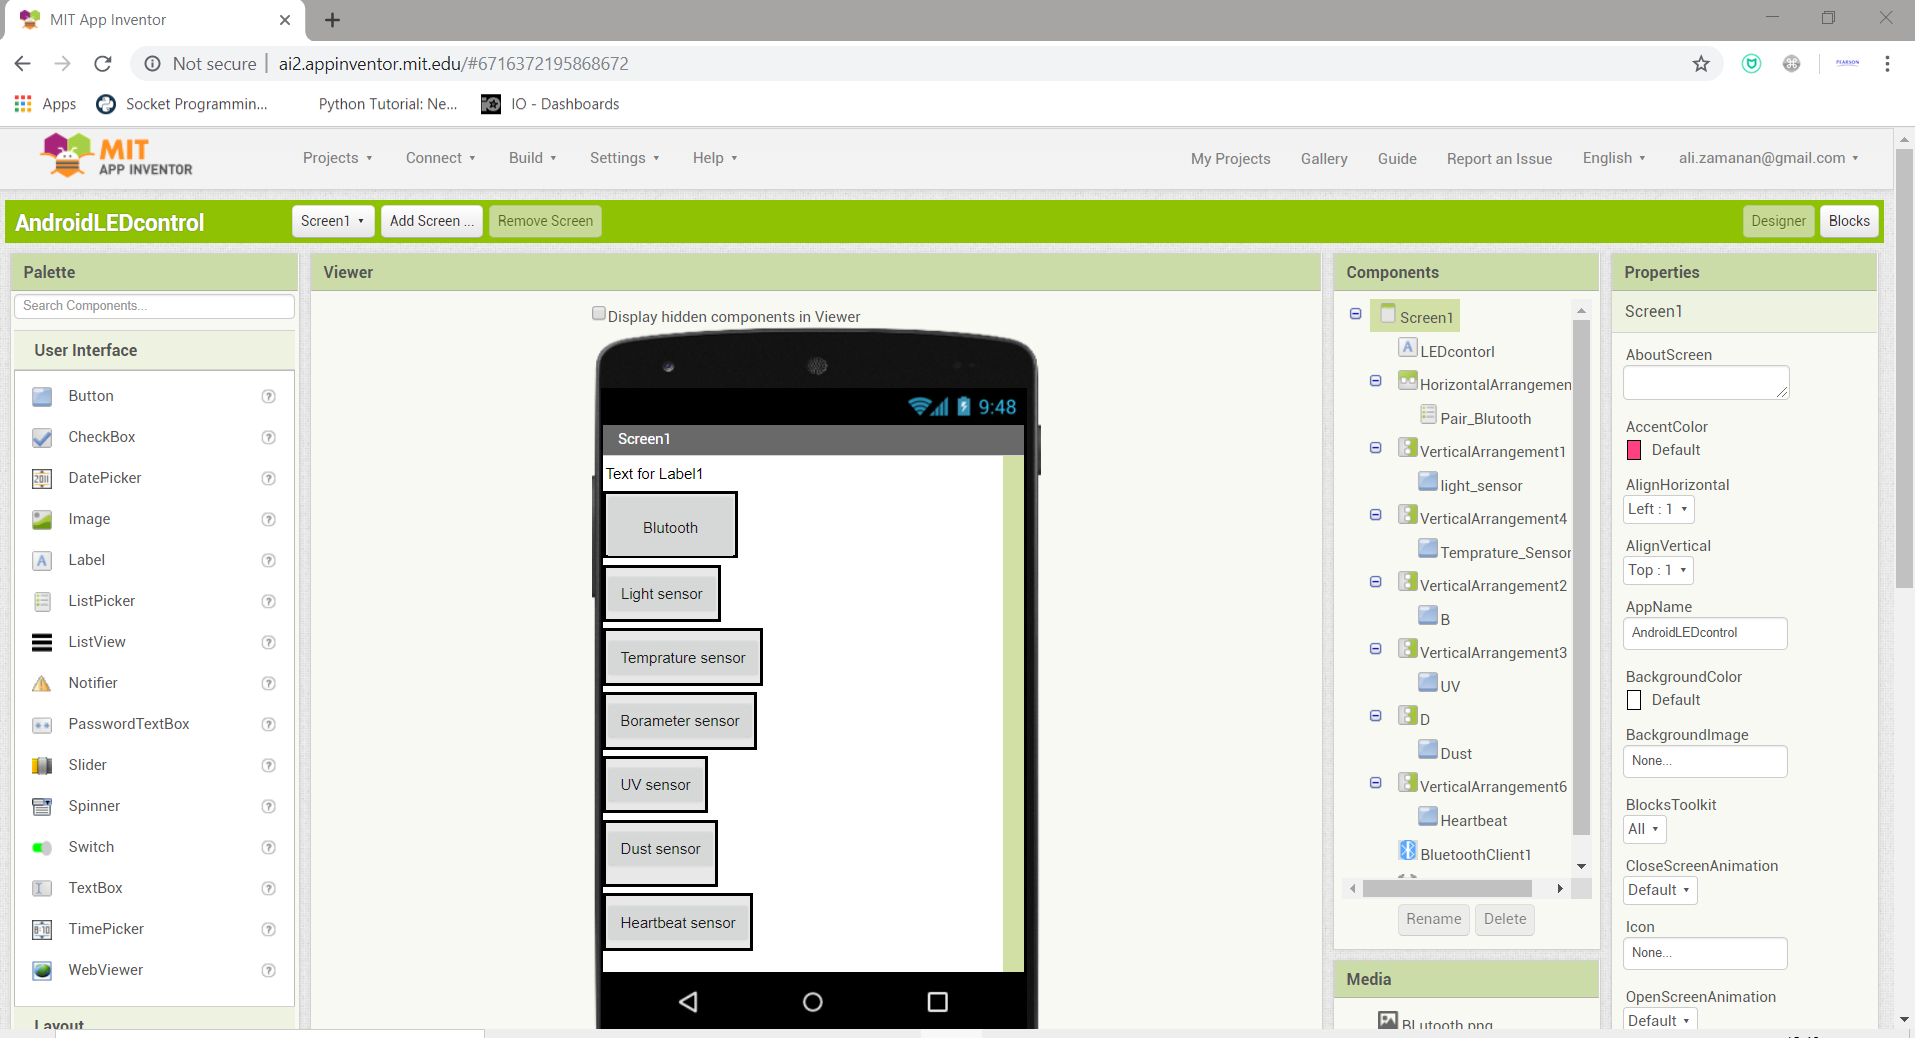 MIT App Inventor
Not secure | ai2.appinventor.mit.edu/#6716372195868672
PEARSON
Apps Socket Programmin... Python Tutorial: Ne... IO - Dashboards
MIT
APP INVENTOR
Projects Connect Build Settings Help My Projects Gallery Guide Report an Issue English ali.zamanan@gmail.com
AndroidLEDcontrol Screen1 Add Screen ... Remove Screen Designer Blocks
Palette
Search Components...
User Interface
Button
CheckBox
DatePicker
Image
Label
ListPicker
ListView
Notifier
PasswordTextBox
Slider
Spinner
Switch
TextBox
TimePicker
WebViewer
Layout
Viewer
Display hidden components in Viewer
9:48
Screen1
Text for Label1
Blutooth
Light sensor
Temprature sensor
Borameter sensor
UV sensor
Dust sensor
Heartbeat sensor
Components
Screen1
LEDcontorl
HorizontalArrangemen
Pair_Blutooth
VerticalArrangement1
light_sensor
VerticalArrangement4
Temprature_Sensor
VerticalArrangement2
B
VerticalArrangement3
UV
D
Dust
VerticalArrangement6
Heartbeat
BluetoothClient1
Rename Delete
Media
BLutooth.png
Properties
Screen1
AboutScreen
AccentColor
Default
AlignHorizontal
Left : 1
AlignVertical
Top : 1
AppName
AndroidLEDcontrol
BackgroundColor
Default
BackgroundImage
None...
BlocksToolkit
All
CloseScreenAnimation
Default
Icon
None...
OpenScreenAnimation
Default